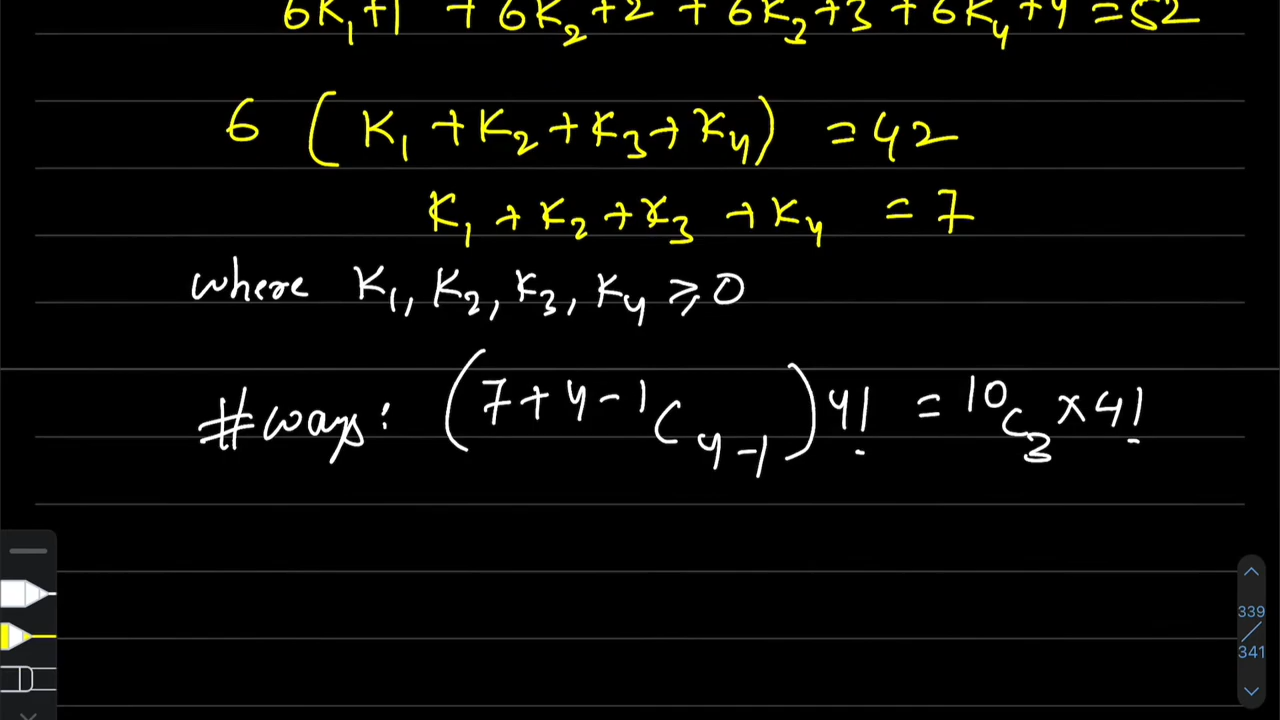 6K₁+1 + 6K₂+2 + 6K₃+3 + 6K₄+4 = 52
6 (K₁ + K₂ + K₃ + K₄) = 42
K₁ + K₂ + K₃ + K₄ = 7
where K₁, K₂, K₃, K₄ ⩾ 0
#ways: (⁷⁺⁴⁻¹C₄₋₁) 4! = ¹⁰C₃ × 4!
339
/
341